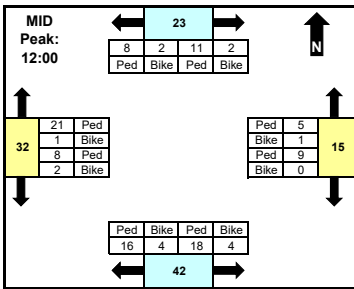 MID
Peak:
12:00
23
8 2 11 2
Ped Bike Ped Bike
N
32
21 Ped
1 Bike
8 Ped
2 Bike
Ped 5
Bike 1
Ped 9
Bike 0
15
Ped Bike Ped Bike
16 4 18 4
42